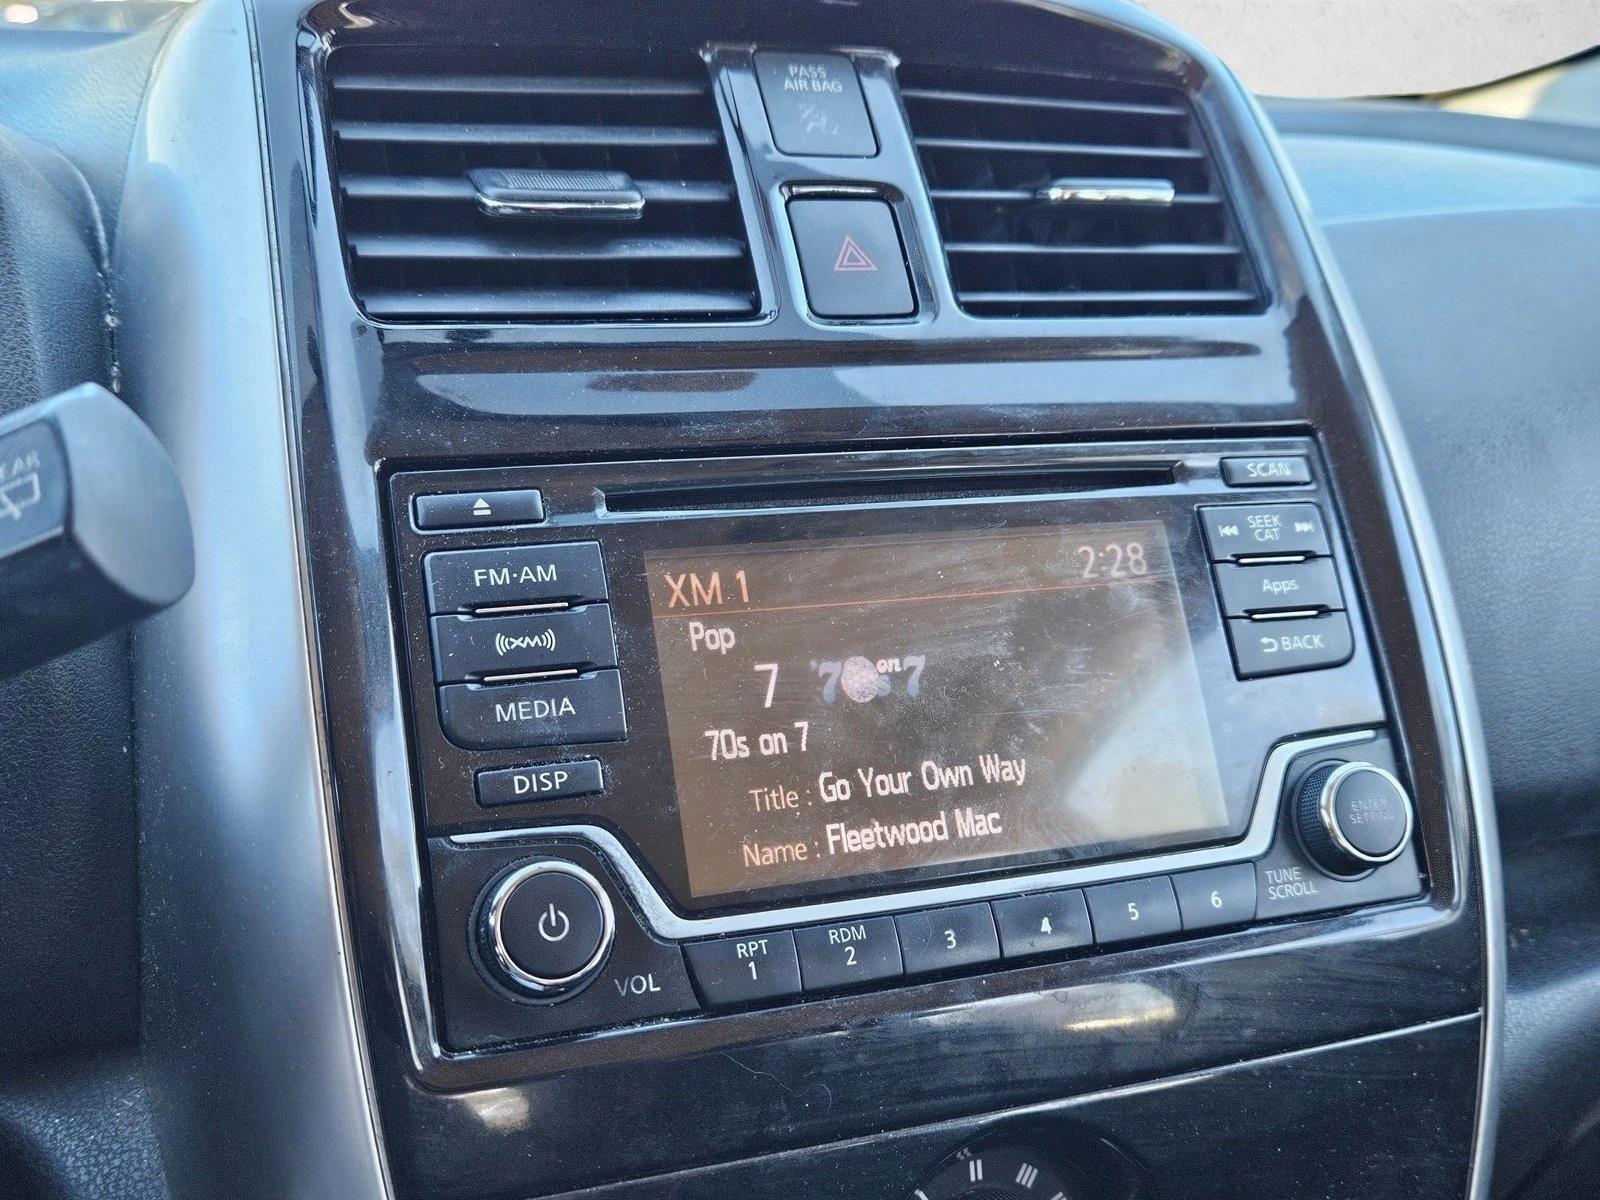 PASS
AIR BAG
SCAN
FM·AM
XM 1
2:28
SEEK
CAT
Pop
Apps
XM
7
'70s on 7
BACK
MEDIA
70s on 7
DISP
Title : Go Your Own Way
Name : Fleetwood Mac
ENTER
SETTING
TUNE
SCROLL
VOL
RPT
1
RDM
2
3
4
5
6